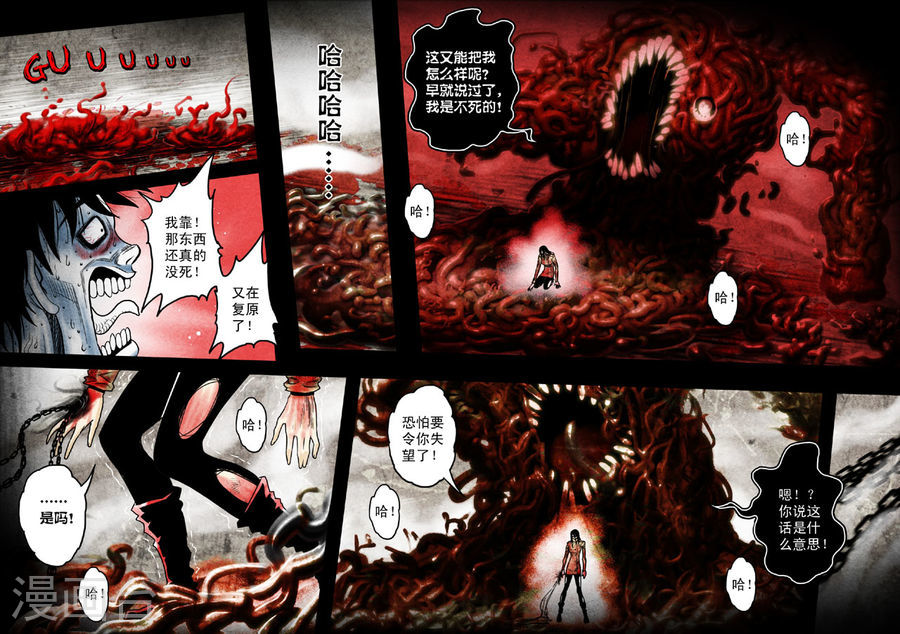 GUUUUUUU
我靠！
那东西
还真的
没死！
又在
复原
了！
哈
哈
哈
哈
……
这又能把我
怎么样呢？
早就说过了，
我是不死的！
哈！
哈！
哈！
……
是吗！
哈！
哈！
恐怕要
令你失
望了！
哈！
哈！
嗯！？
你说这
话是什
么意思！
漫画台